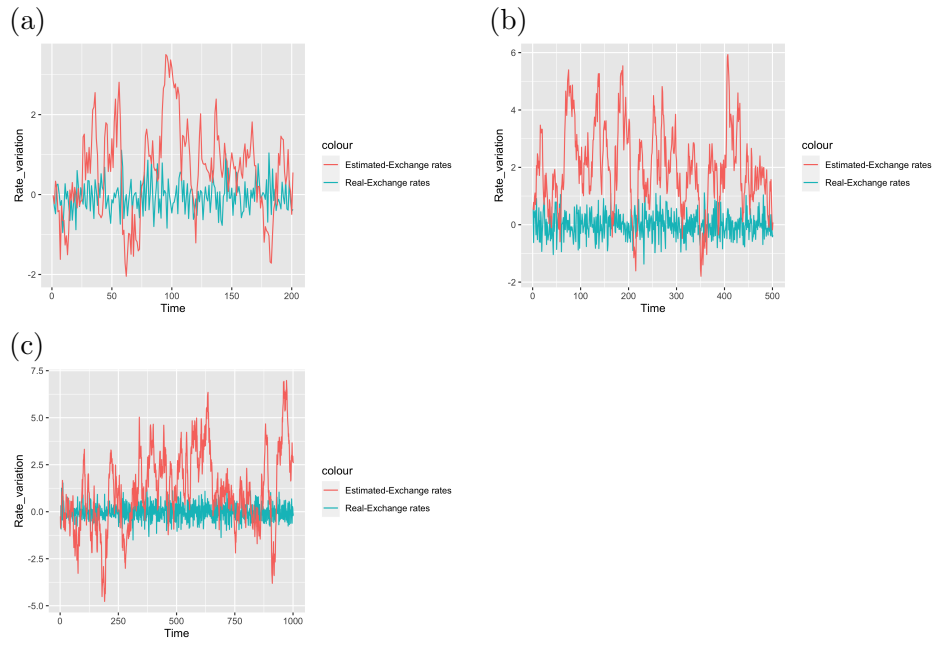 (a)
Rate_variation
2
0
-2
0 50 100 150 200
Time
colour
Estimated-Exchange rates
Real-Exchange rates
(b)
Rate_variation
6
4
2
0
-2
0 100 200 300 400 500
Time
colour
Estimated-Exchange rates
Real-Exchange rates
(c)
Rate_variation
7.5
5.0
2.5
0.0
-2.5
-5.0
0 250 500 750 1000
Time
colour
Estimated-Exchange rates
Real-Exchange rates